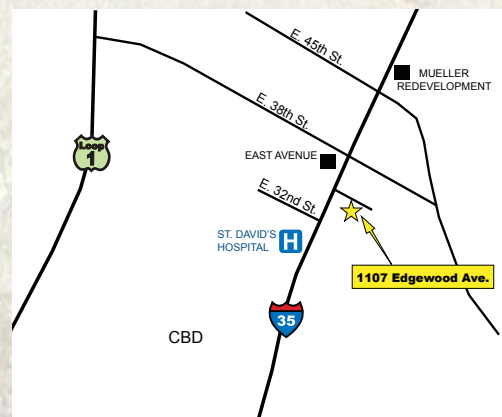 E. 45th St.
MUELLER
REDEVELOPMENT
E. 38th St.
Loop
1
EAST AVENUE
E. 32nd St.
ST. DAVID'S
HOSPITAL
H
1107 Edgewood Ave.
35
CBD